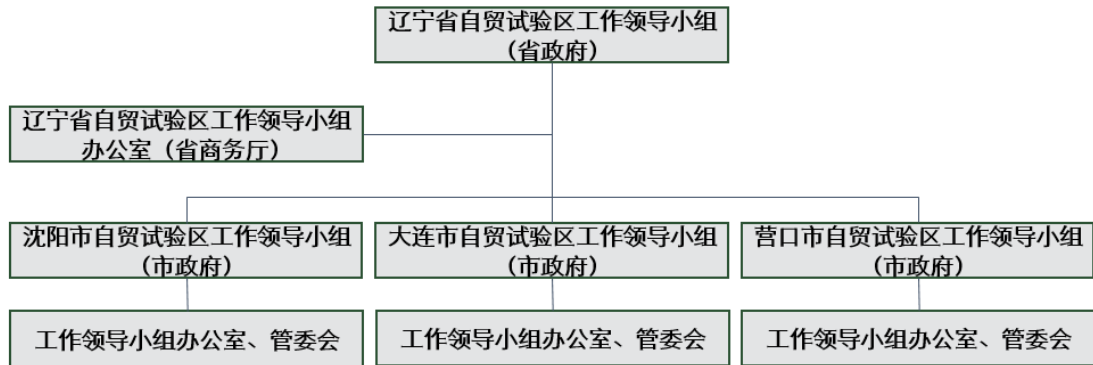 辽宁省自贸试验区工作领导小组
（省政府）
辽宁省自贸试验区工作领导小组
办公室（省商务厅）
沈阳市自贸试验区工作领导小组
（市政府）
大连市自贸试验区工作领导小组
（市政府）
营口市自贸试验区工作领导小组
（市政府）
工作领导小组办公室、管委会
工作领导小组办公室、管委会
工作领导小组办公室、管委会